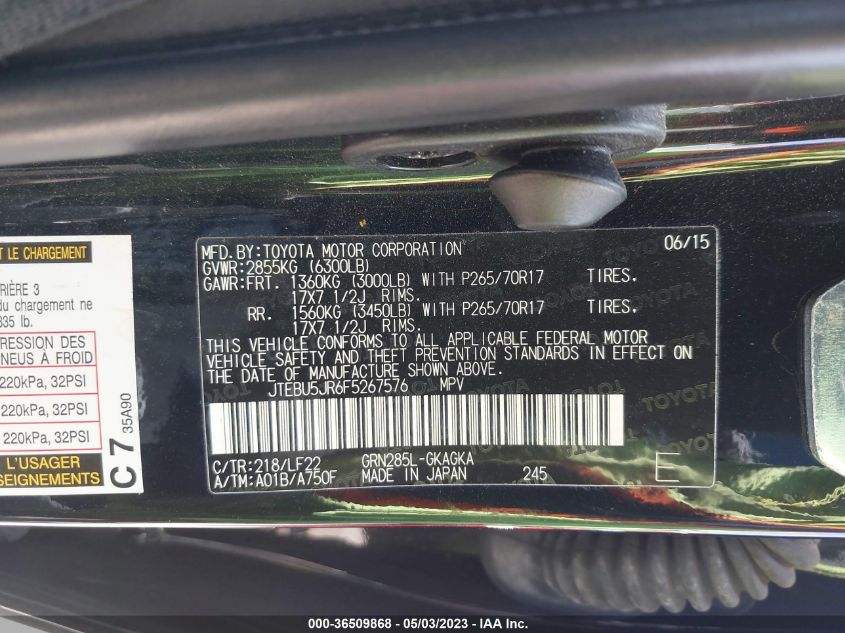 T LE CHARGEMENT
RIÈRE 3
du chargement ne
835 lb.
RESSION DES
NEUS À FROID
220kPa, 32PSI
220kPa, 32PSI
220kPa, 32PSI
L'USAGER
SEIGNEMENTS
C7 35A90
MFD.BY:TOYOTA MOTOR CORPORATION 06/15
GVWR:2855KG (6300LB)
GAWR:FRT. 1360KG (3000LB) WITH P265/70R17 TIRES.
17X7 1/2J RIMS.
RR. 1560KG (3450LB) WITH P265/70R17 TIRES.
17X7 1/2J RIMS.
THIS VEHICLE CONFORMS TO ALL APPLICABLE FEDERAL MOTOR
VEHICLE SAFETY AND THEFT PREVENTION STANDARDS IN EFFECT ON
THE DATE OF MANUFACTURE SHOWN ABOVE.
JTEBU5JR6F5267576 MPV
C/TR:218/LF22 GRN285L-GKAGKA
A/TM:A01B/A750F MADE IN JAPAN 245 E
TOYOTA
000-36509868 - 05/03/2023 - IAA Inc.